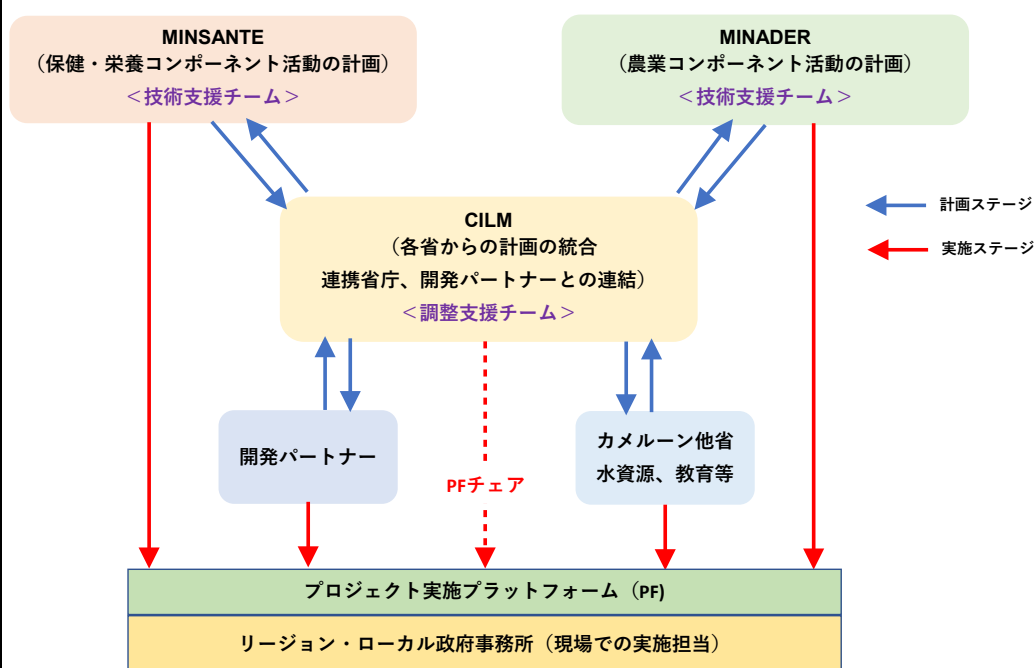 MINSANTE
（保健・栄養コンポーネント活動の計画）
＜技術支援チーム＞
MINADER
（農業コンポーネント活動の計画）
＜技術支援チーム＞
計画ステージ
実施ステージ
CILM
（各省からの計画の統合
連携省庁、開発パートナーとの連結）
＜調整支援チーム＞
開発パートナー
カメルーン他省
水資源、教育等
PFチェア
プロジェクト実施プラットフォーム（PF)
リージョン・ローカル政府事務所（現場での実施担当）